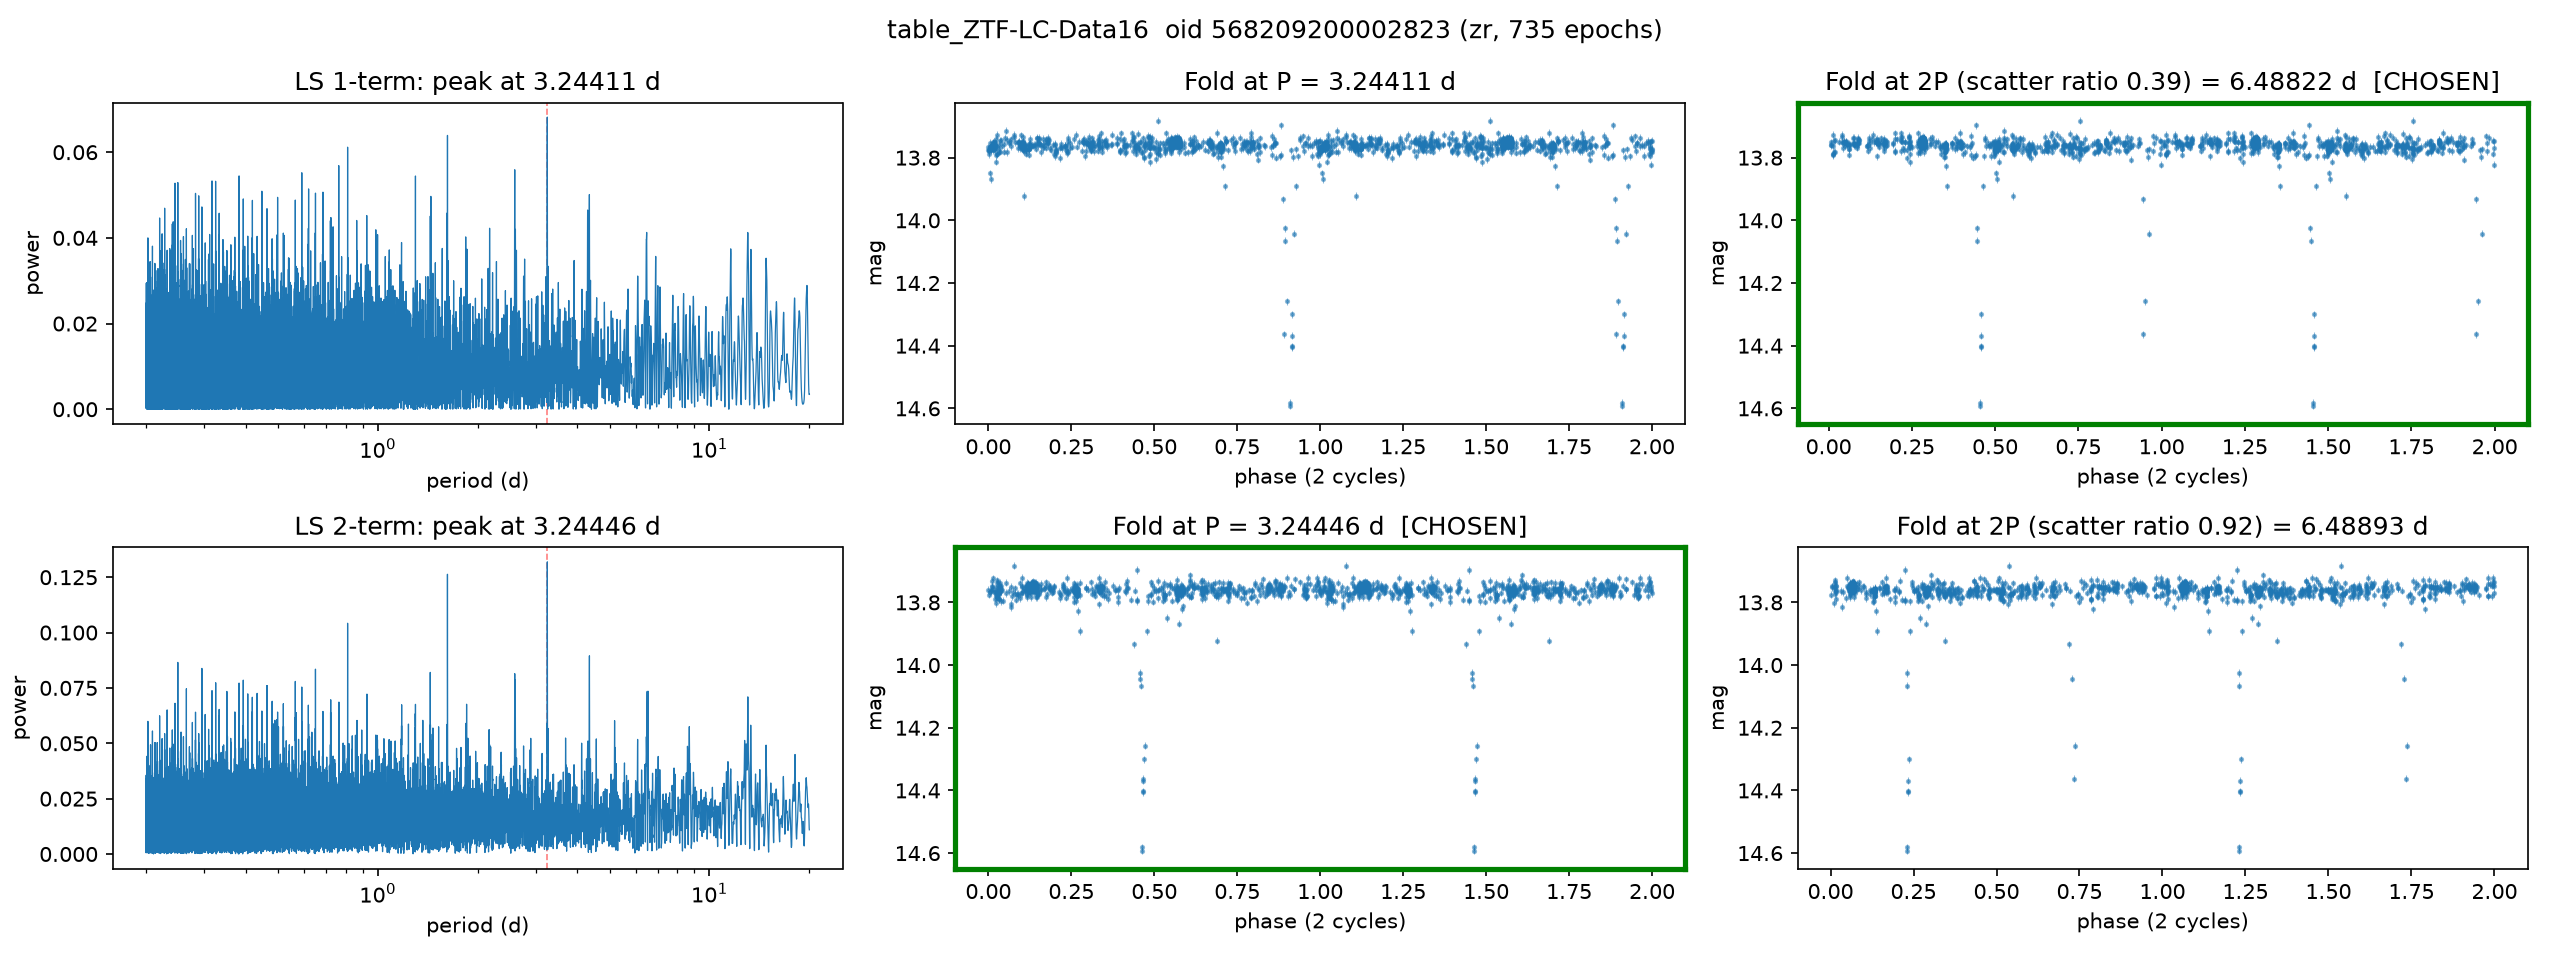 table_ZTF-LC-Data16  oid 568209200002823 (zr, 735 epochs)
LS 1-term: peak at 3.24411 d
0.06
0.04
0.02
0.00
power
10⁰
10¹
period (d)
Fold at P = 3.24411 d
13.8
14.0
14.2
14.4
14.6
mag
0.00 0.25 0.50 0.75 1.00 1.25 1.50 1.75 2.00
phase (2 cycles)
Fold at 2P (scatter ratio 0.39) = 6.48822 d  [CHOSEN]
13.8
14.0
14.2
14.4
14.6
mag
0.00 0.25 0.50 0.75 1.00 1.25 1.50 1.75 2.00
phase (2 cycles)
LS 2-term: peak at 3.24446 d
0.125
0.100
0.075
0.050
0.025
0.000
power
10⁰
10¹
period (d)
Fold at P = 3.24446 d  [CHOSEN]
13.8
14.0
14.2
14.4
14.6
mag
0.00 0.25 0.50 0.75 1.00 1.25 1.50 1.75 2.00
phase (2 cycles)
Fold at 2P (scatter ratio 0.92) = 6.48893 d
13.8
14.0
14.2
14.4
14.6
mag
0.00 0.25 0.50 0.75 1.00 1.25 1.50 1.75 2.00
phase (2 cycles)